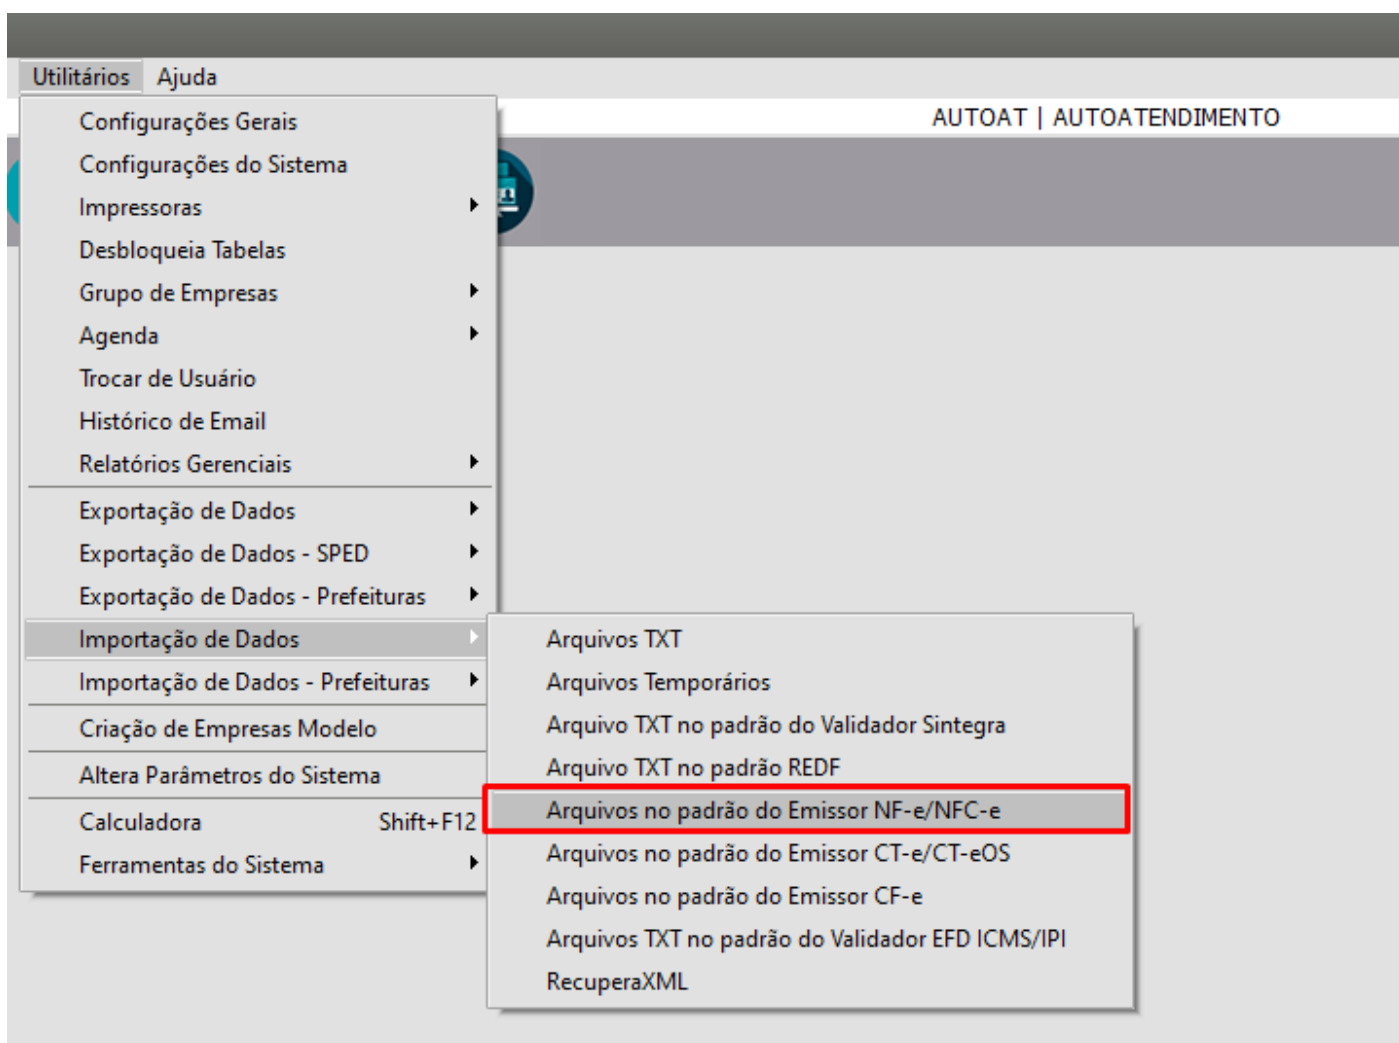 Utilitários Ajuda
AUTOAT | AUTOATENDIMENTO
Configurações Gerais
Configurações do Sistema
Impressoras
Desbloqueia Tabelas
Grupo de Empresas
Agenda
Trocar de Usuário
Histórico de Email
Relatórios Gerenciais
Exportação de Dados
Exportação de Dados - SPED
Exportação de Dados - Prefeituras
Importação de Dados
Importação de Dados - Prefeituras
Criação de Empresas Modelo
Altera Parâmetros do Sistema
Calculadora Shift+F12
Ferramentas do Sistema
Arquivos TXT
Arquivos Temporários
Arquivo TXT no padrão do Validador Sintegra
Arquivo TXT no padrão REDF
Arquivos no padrão do Emissor NF-e/NFC-e
Arquivos no padrão do Emissor CT-e/CT-eOS
Arquivos no padrão do Emissor CF-e
Arquivos TXT no padrão do Validador EFD ICMS/IPI
RecuperaXML